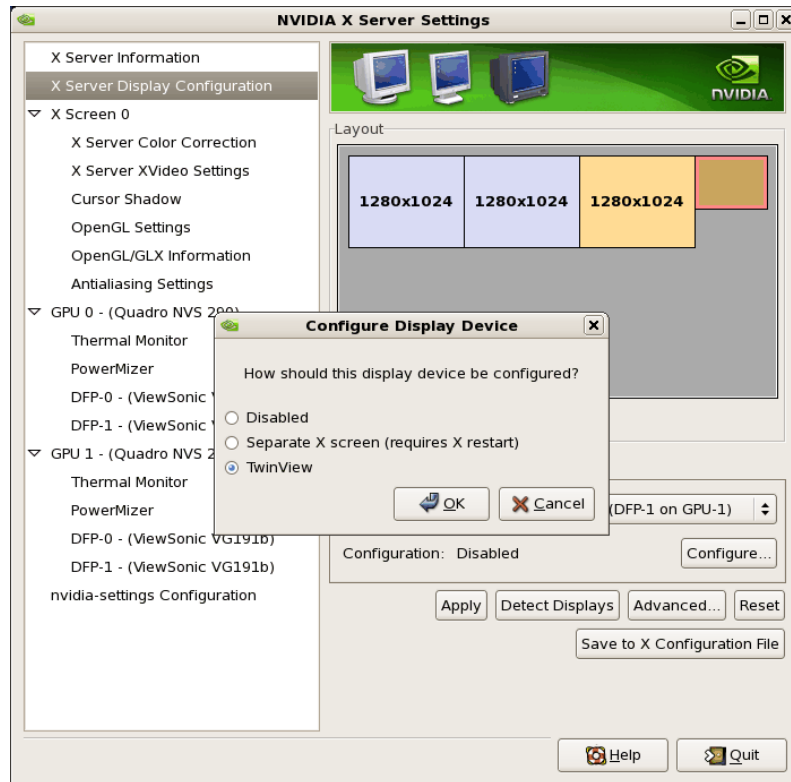 NVIDIA X Server Settings
X Server Information
X Server Display Configuration
X Screen 0
X Server Color Correction
X Server XVideo Settings
Cursor Shadow
OpenGL Settings
OpenGL/GLX Information
Antialiasing Settings
GPU 0 - (Quadro NVS 290)
Thermal Monitor
PowerMizer
DFP-0 - (ViewSonic
DFP-1 - (ViewSonic
GPU 1 - (Quadro NVS 2
Thermal Monitor
PowerMizer
DFP-0 - (ViewSonic VG191b)
DFP-1 - (ViewSonic VG191b)
nvidia-settings Configuration
NVIDIA
Layout
1280x1024 1280x1024 1280x1024
Configure Display Device
How should this display device be configured?
Disabled
Separate X screen (requires X restart)
TwinView
OK Cancel
(DFP-1 on GPU-1)
Configuration: Disabled Configure...
Apply Detect Displays Advanced... Reset
Save to X Configuration File
Help Quit